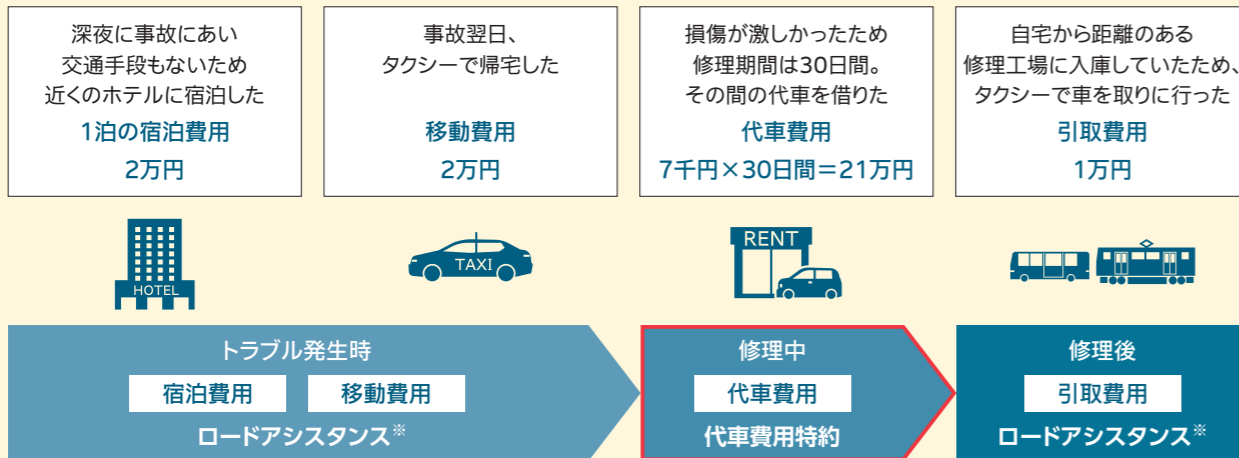 深夜に事故にあい
交通手段もないため
近くのホテルに宿泊した
1泊の宿泊費用
2万円
事故翌日、
タクシーで帰宅した
移動費用
2万円
損傷が激しかったため
修理期間は30日間。
その間の代車を借りた
代車費用
7千円×30日間＝21万円
自宅から距離のある
修理工場に入庫していたため、
タクシーで車を取りに行った
引取費用
1万円
HOTEL
TAXI
RENT
トラブル発生時
宿泊費用 移動費用
ロードアシスタンス※
修理中
代車費用
代車費用特約
修理後
引取費用
ロードアシスタンス※